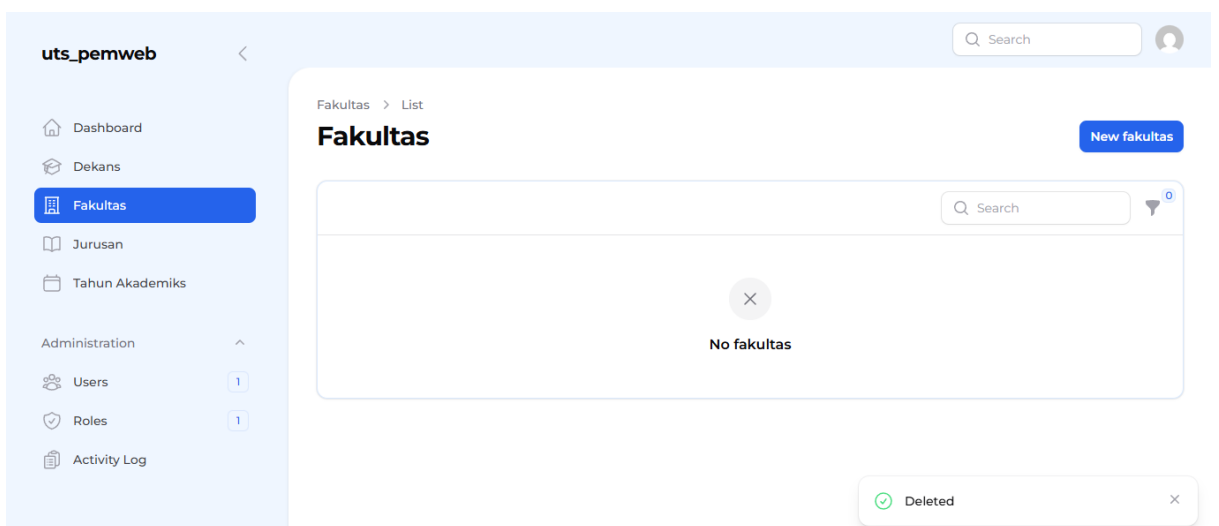 uts_pemweb
Search
Dashboard
Dekans
Fakultas
Jurusan
Tahun Akademiks
Administration
Users 1
Roles 1
Activity Log
Fakultas > List
Fakultas
New fakultas
Search
0
No fakultas
Deleted